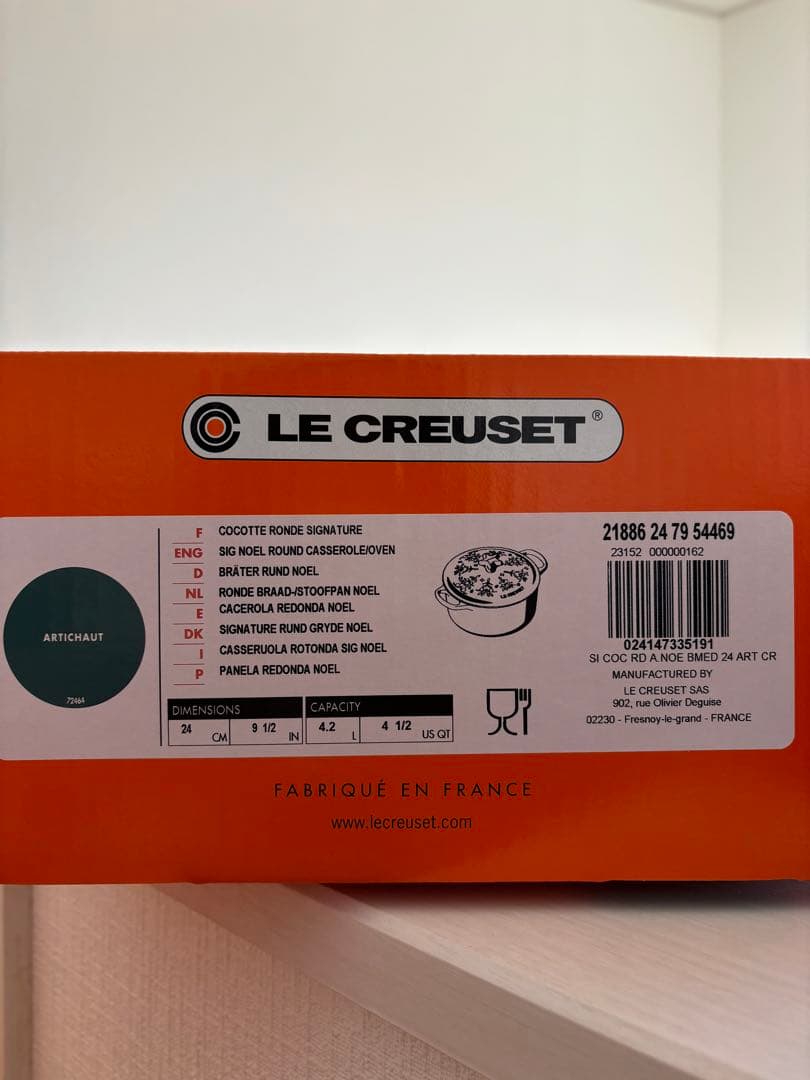 LE CREUSET®
ARTICHAUT
72464
F COCOTTE RONDE SIGNATURE
ENG SIG NOEL ROUND CASSEROLE/OVEN
D BRÄTER RUND NOEL
NL RONDE BRAAD-/STOOFPAN NOEL
E CACEROLA REDONDA NOEL
DK SIGNATURE RUND GRYDE NOEL
I CASSERUOLA ROTONDA SIG NOEL
P PANELA REDONDA NOEL
DIMENSIONS CAPACITY
24 CM 9 1/2 IN 4.2 L 4 1/2 US QT
LE CREUSET
21886 24 79 54469
23152 000000162
024147335191
SI COC RD A.NOE BMED 24 ART CR
MANUFACTURED BY
LE CREUSET SAS
902, rue Olivier Deguise
02230 - Fresnoy-le-grand - FRANCE
FABRIQUÉ EN FRANCE
www.lecreuset.com